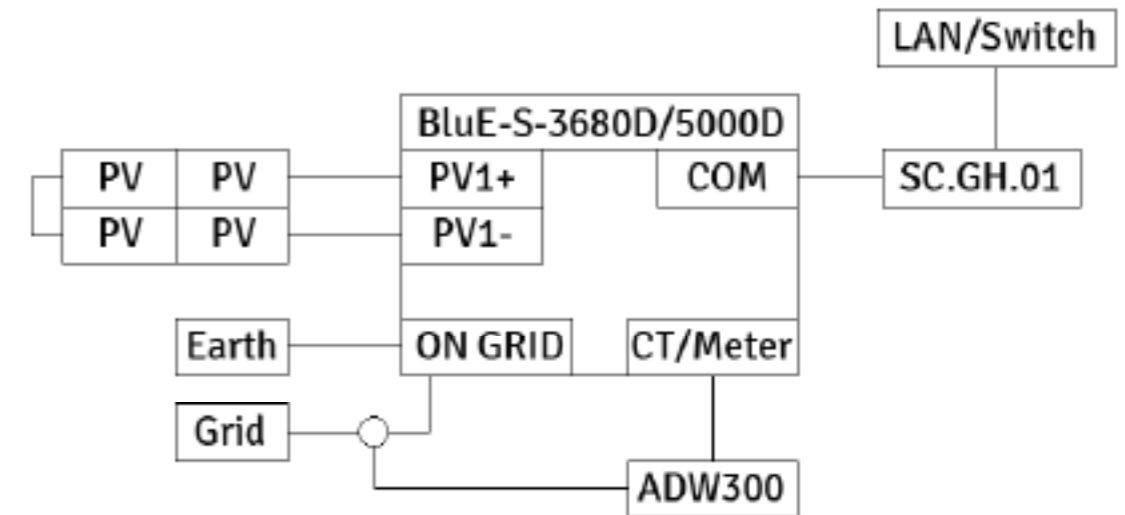 LAN/Switch
BluE-S-3680D/5000D
PV PV PV1+ COM SC.GH.01
PV PV PV1-
Earth ON GRID CT/Meter
Grid
ADW300